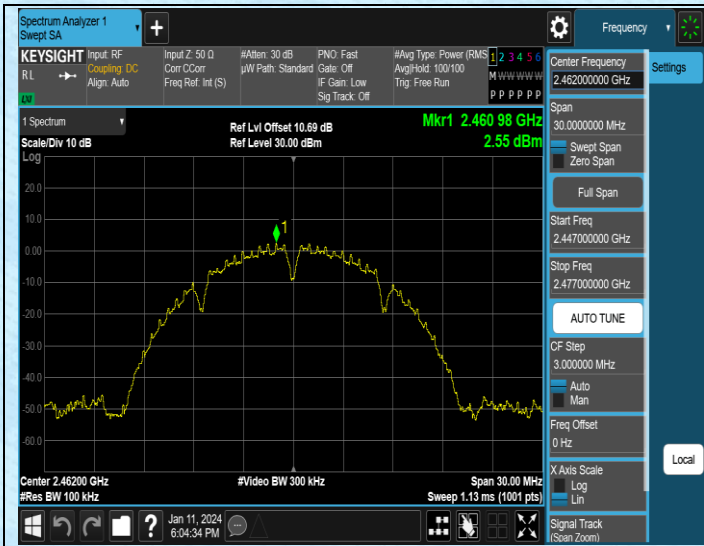 Spectrum Analyzer 1
Swept SA
+
Frequency
KEYSIGHT
RL
LXI
Input: RF
Coupling: DC
Align: Auto
Input Z: 50 Ω
Corr CCorr
Freq Ref: Int (S)
#Atten: 30 dB
µW Path: Standard
PNO: Fast
Gate: Off
IF Gain: Low
Sig Track: Off
#Avg Type: Power (RMS
Avg|Hold: 100/100
Trig: Free Run
1 2 3 4 5 6
M W W W W W
P P P P P P
1 Spectrum
Scale/Div 10 dB
Ref Lvl Offset 10.69 dB
Ref Level 30.00 dBm
Mkr1 2.460 98 GHz
2.55 dBm
Log
20.0
10.0
0.00
-10.0
-20.0
-30.0
-40.0
-50.0
-60.0
1
Center 2.46200 GHz
#Res BW 100 kHz
#Video BW 300 kHz
Span 30.00 MHz
Sweep 1.13 ms (1001 pts)
Center Frequency
2.462000000 GHz
Span
30.0000000 MHz
Swept Span
Zero Span
Full Span
Start Freq
2.447000000 GHz
Stop Freq
2.477000000 GHz
AUTO TUNE
CF Step
3.000000 MHz
Auto
Man
Freq Offset
0 Hz
X Axis Scale
Log
Lin
Signal Track
(Span Zoom)
Settings
Local
?
Jan 11, 2024
6:04:34 PM